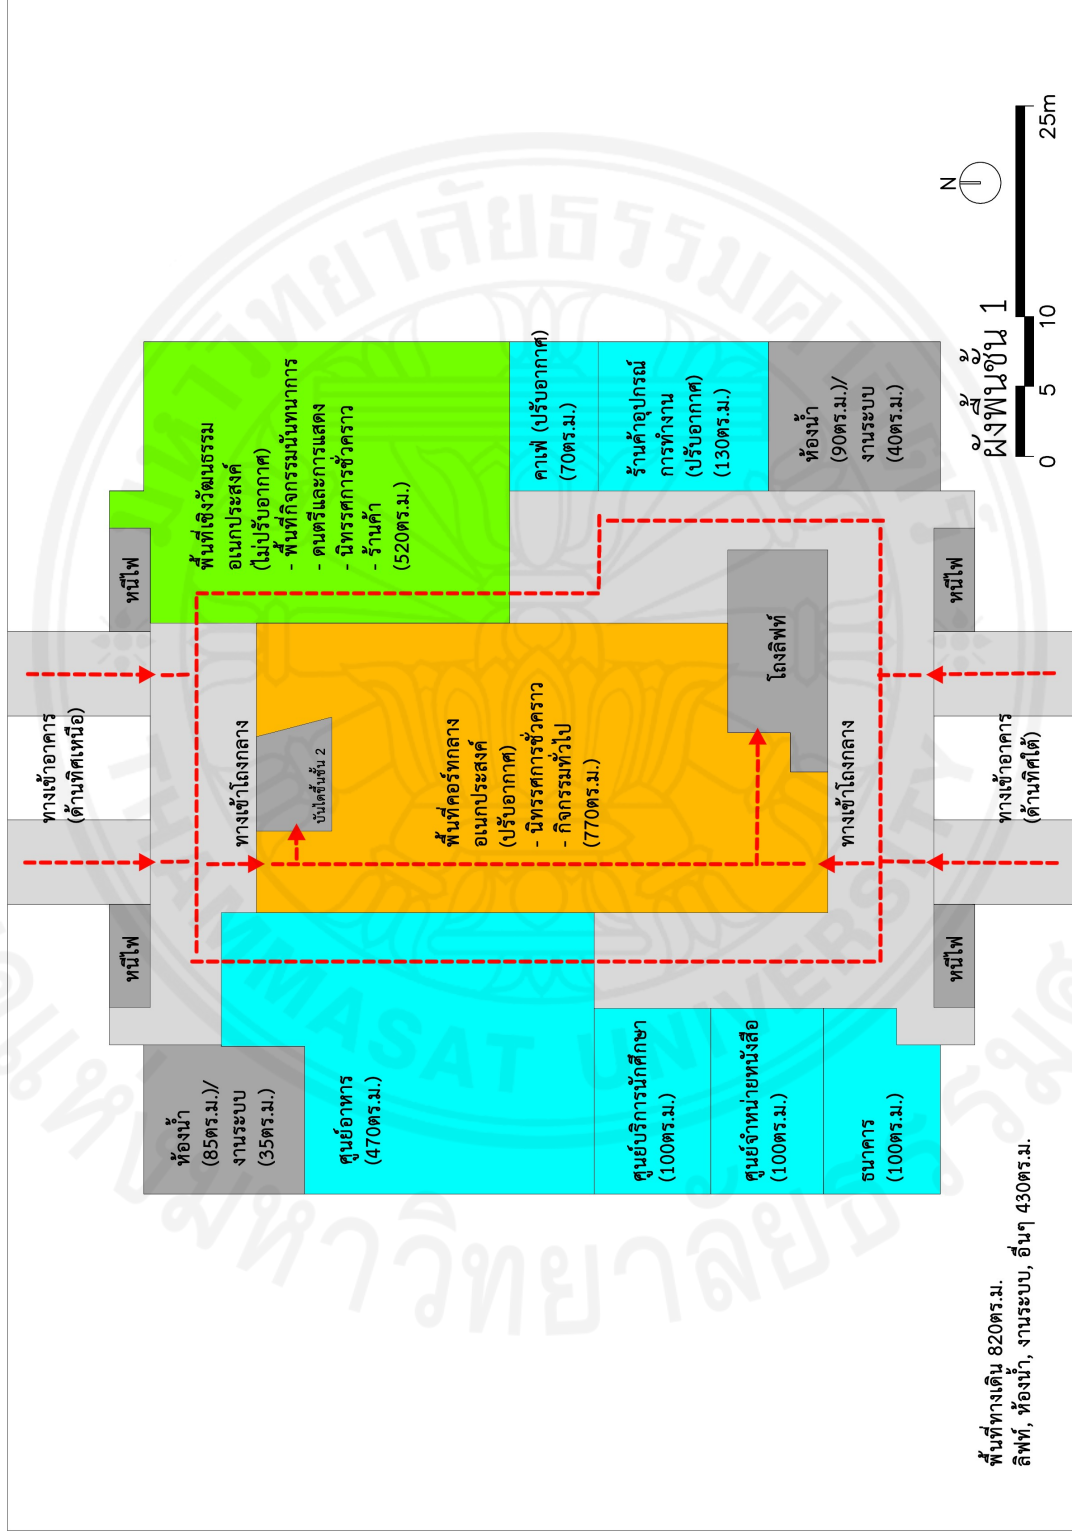 ทางเข้าอาคาร
(ด้านทิศเหนือ)
หนีไฟ
หนีไฟ
ห้องน้ำ
(85ตร.ม.)/
งานระบบ
(35ตร.ม.)
ทางเข้าโถงกลาง
พื้นที่เชิงวัฒนธรรม
อเนกประสงค์
(ไม่ปรับอากาศ)
- พื้นที่กิจกรรมนันทนาการ
- ดนตรีและการแสดง
- นิทรรศการชั่วคราว
- ร้านค้า
(520ตร.ม.)
บันไดขึ้นชั้น 2
ศูนย์อาหาร
(470ตร.ม.)
พื้นที่คอร์ทกลาง
อเนกประสงค์
(ปรับอากาศ)
- นิทรรศการชั่วคราว
- กิจกรรมทั่วไป
(770ตร.ม.)
คาเฟ่ (ปรับอากาศ)
(70ตร.ม.)
ร้านค้าอุปกรณ์
การทำงาน
(ปรับอากาศ)
(130ตร.ม.)
ศูนย์บริการนักศึกษา
(100ตร.ม.)
ศูนย์จำหน่ายหนังสือ
(100ตร.ม.)
ธนาคาร
(100ตร.ม.)
โถงลิฟท์
ห้องน้ำ
(90ตร.ม.)/
งานระบบ
(40ตร.ม.)
ทางเข้าโถงกลาง
หนีไฟ
หนีไฟ
ทางเข้าอาคาร
(ด้านทิศใต้)
พื้นที่ทางเดิน 820ตร.ม.
ลิฟท์, ห้องน้ำ, งานระบบ, อื่นๆ 430ตร.ม.
N
ผังพื้นชั้น 1
0 5 10 25m
มหาวิทยาลัยธรรมศาสตร์
THAMMASAT UNIVERSITY